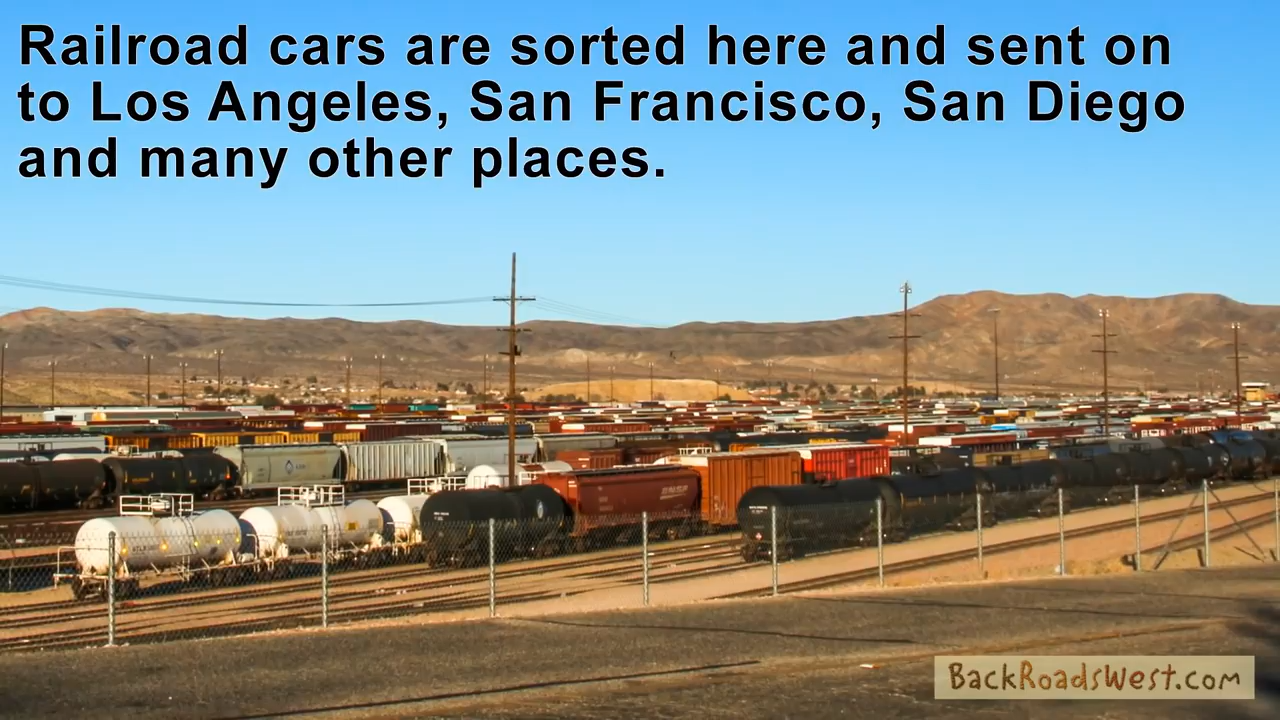 Railroad cars are sorted here and sent on
to Los Angeles, San Francisco, San Diego
and many other places.
BackRoadsWest.com